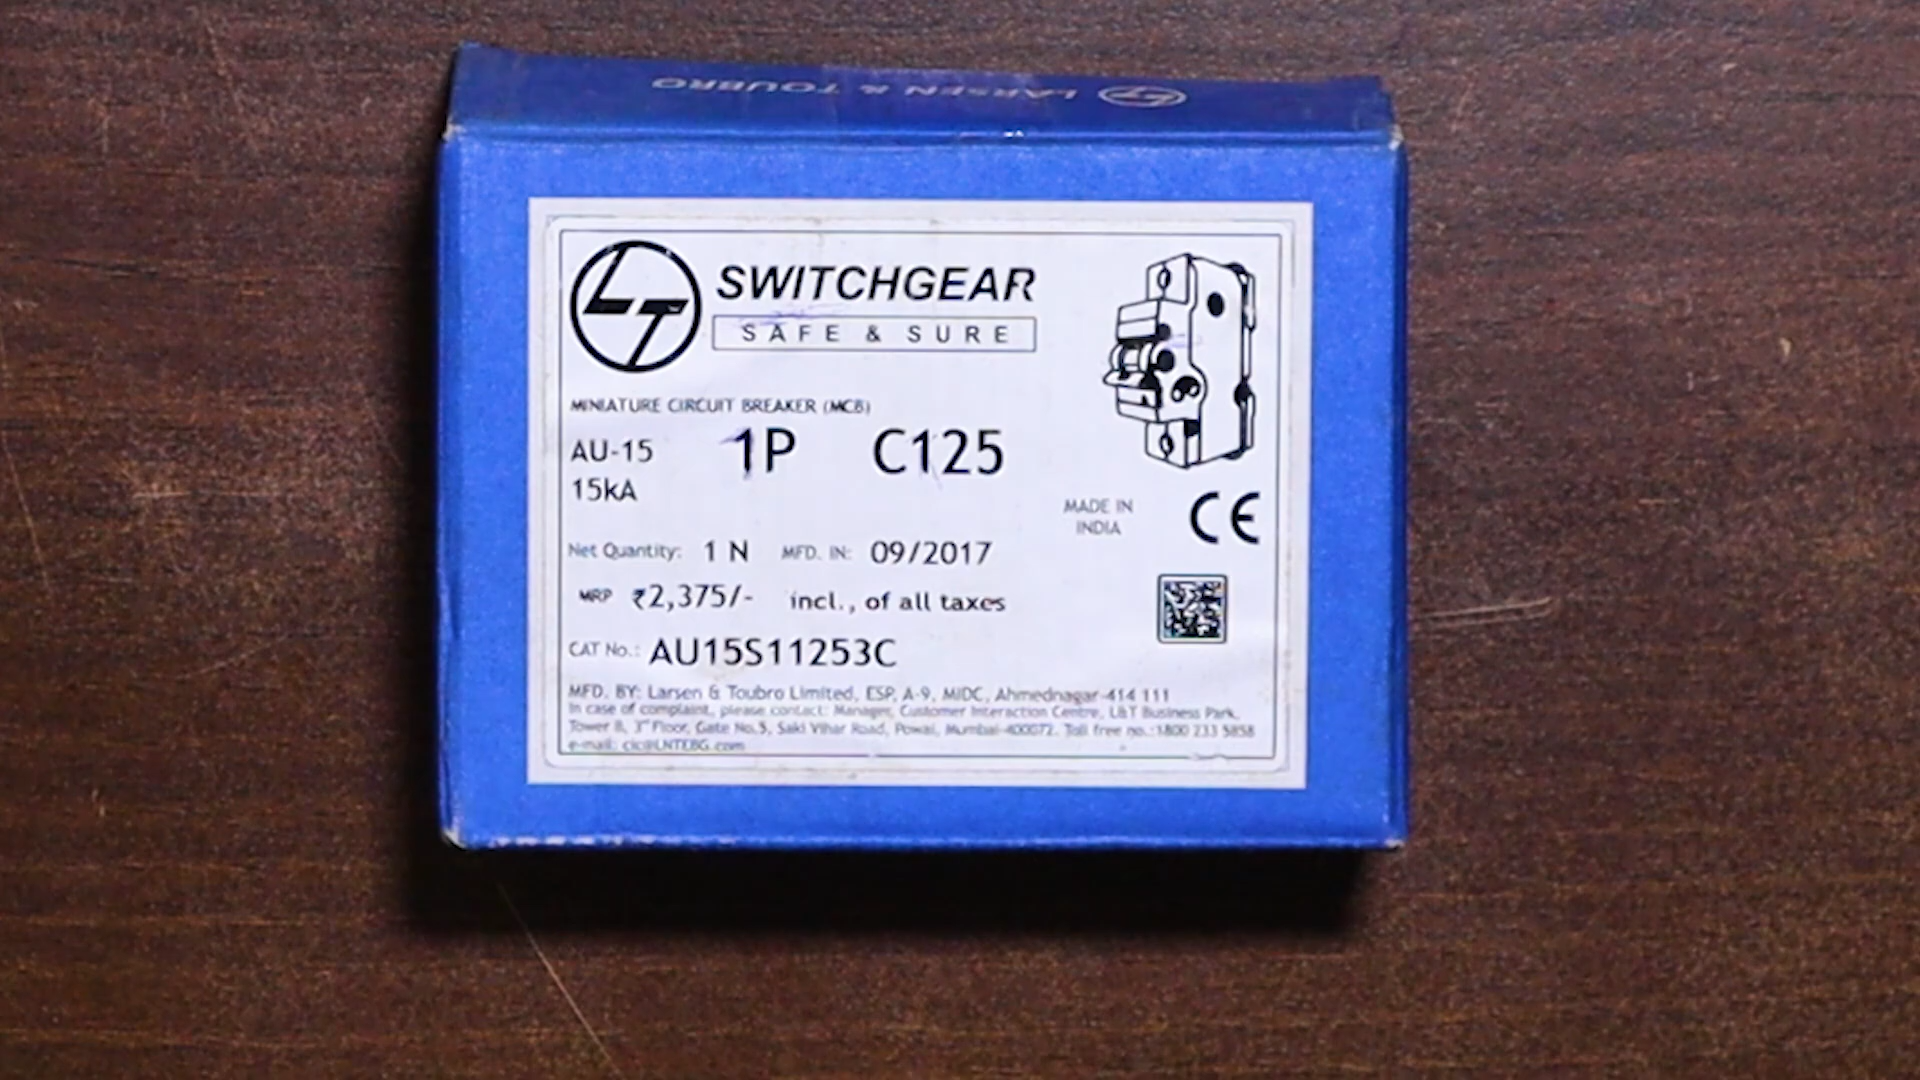 LARSEN & TOUBRO
LT SWITCHGEAR
SAFE & SURE
MINIATURE CIRCUIT BREAKER (MCB)
AU-15 1P C125
15kA
MADE IN
INDIA
CE
Net Quantity: 1 N MFD. IN: 09/2017
MRP ₹2,375/- incl., of all taxes
CAT No.: AU15S11253C
MFD. BY: Larsen & Toubro Limited, ESP, A-9, MIDC, Ahmednagar-414 111
In case of complaint, please contact: Manager, Customer Interaction Centre, L&T Business Park,
Tower B, 3rd Floor, Gate No.5, Saki Vihar Road, Powai, Mumbai-400072. Toll free no.:1800 233 5858
e-mail: cic@LNTEBG.com